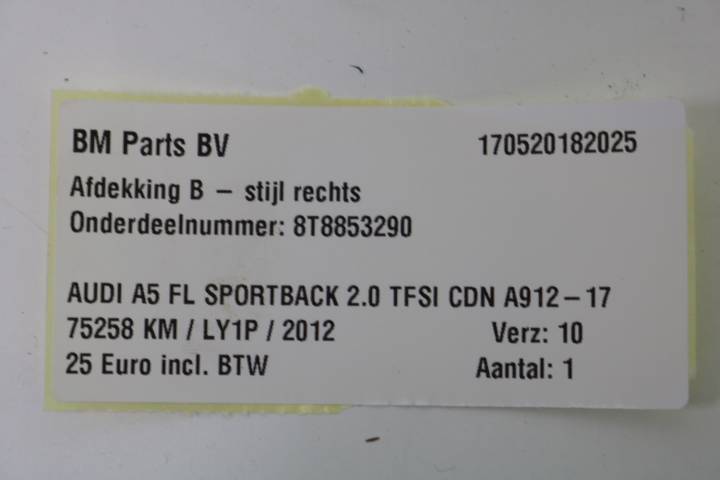 BM Parts BV 170520182025
Afdekking B – stijl rechts
Onderdeelnummer: 8T8853290
AUDI A5 FL SPORTBACK 2.0 TFSI CDN A912–17
75258 KM / LY1P / 2012 Verz: 10
25 Euro incl. BTW Aantal: 1